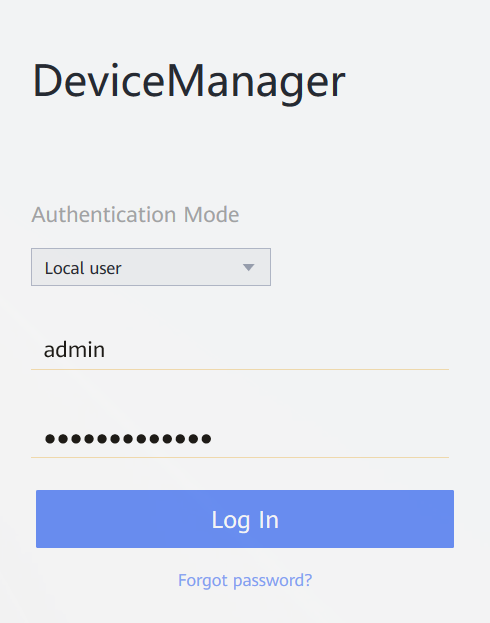 DeviceManager
Authentication Mode
Local user
admin
•••••••••••••
Log In
Forgot password?